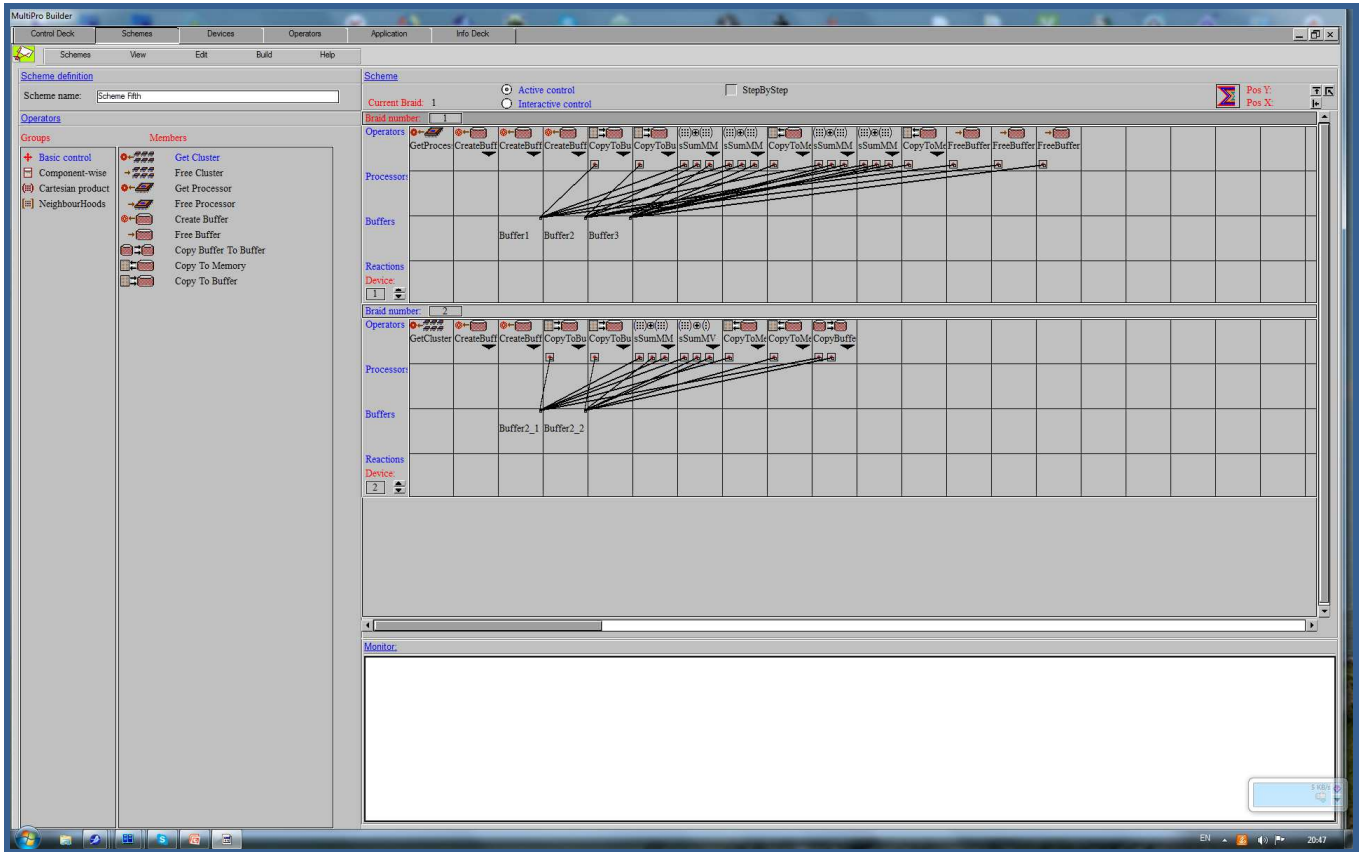 MultiPro Builder
Control Deck Schemes Devices Operators Application Info Deck
Schemes View Edit Build Help
Scheme definition
Scheme name: Scheme Fifth
Operators
Groups Members
Basic control
Component-wise
Cartesian product
NeighbourHoods
Get Cluster
Free Cluster
Get Processor
Free Processor
Create Buffer
Free Buffer
Copy Buffer To Buffer
Copy To Memory
Copy To Buffer
Scheme
Active control
Interactive control
StepByStep
Current Braid: 1
Pos Y:
Pos X:
Braid number: 1
Operators
GetProces CreateBuff CreateBuff CreateBuff CopyToBu CopyToBu sSumMM sSumMM CopyToMe sSumMM sSumMM CopyToMe FreeBuffer FreeBuffer FreeBuffer
Processors
Buffers
Buffer1 Buffer2 Buffer3
Reactions
Device:
1
Braid number: 2
Operators
GetCluster CreateBuff CreateBuff CopyToBu CopyToBu sSumMM sSumMV CopyToMe CopyToMe CopyBuffe
Processors
Buffers
Buffer2_1 Buffer2_2
Reactions
Device:
2
Monitor:
EN 20:47